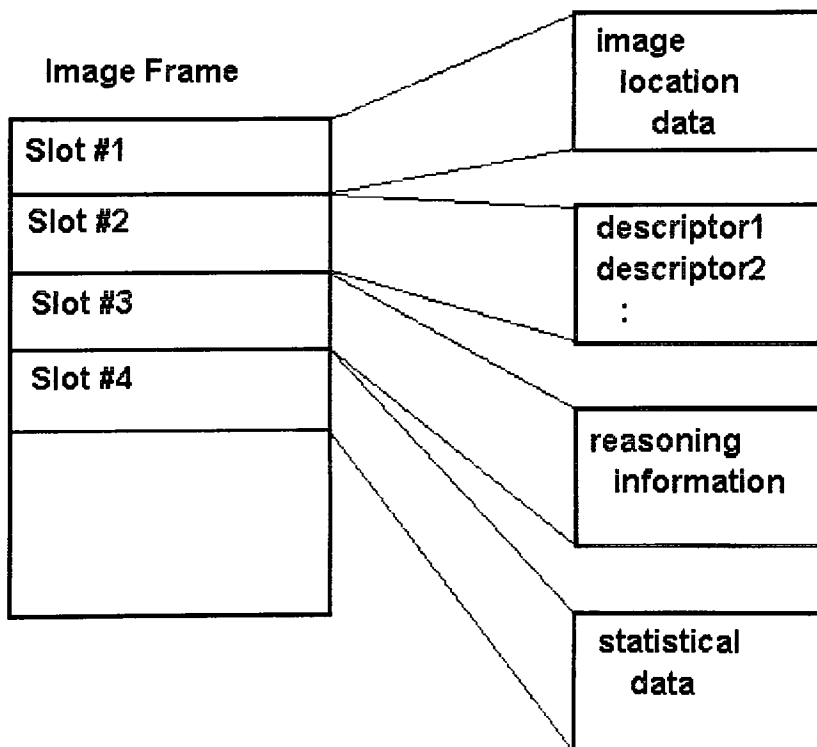 Image Frame
Slot #1
Slot #2
Slot #3
Slot #4
image
location
data
descriptor1
descriptor2
:
reasoning
information
statistical
data